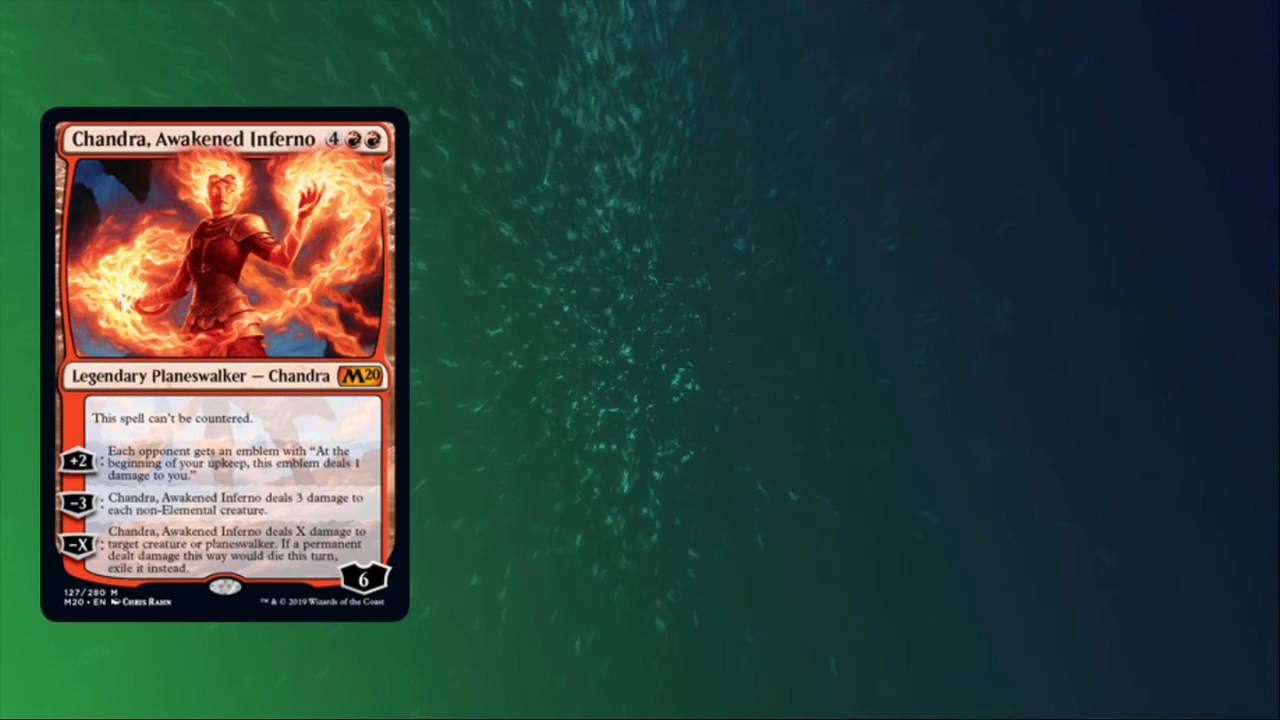 Chandra, Awakened Inferno 4
Legendary Planeswalker — Chandra M20
This spell can't be countered.
+2: Each opponent gets an emblem with “At the
beginning of your upkeep, this emblem deals 1
damage to you.”
−3: Chandra, Awakened Inferno deals 3 damage to
each non-Elemental creature.
−X: Chandra, Awakened Inferno deals X damage to
target creature or planeswalker. If a permanent
dealt damage this way would die this turn,
exile it instead.
6
127/280 M
M20 • EN Chris Rahn
™ & © 2019 Wizards of the Coast